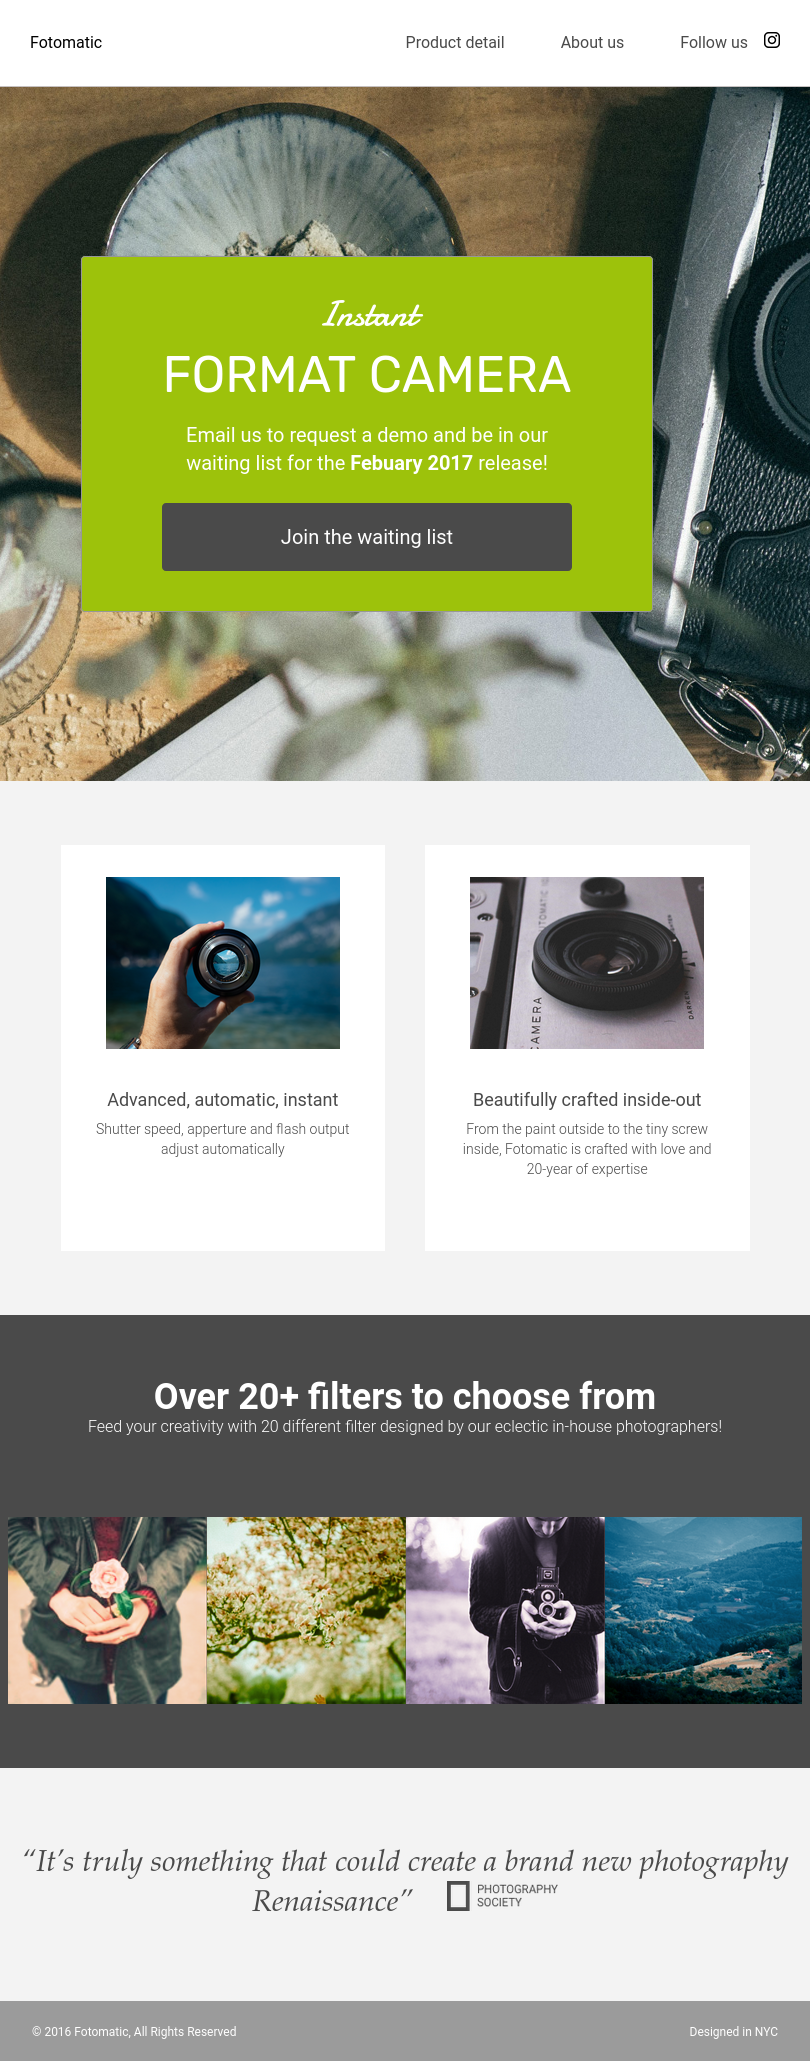 Fotomatic
Product detail
About us
Follow us
Instant
FORMAT CAMERA
Email us to request a demo and be in our
waiting list for the Febuary 2017 release!
Join the waiting list
CAMERA
Advanced, automatic, instant
Shutter speed, apperture and flash output
adjust automatically
Beautifully crafted inside-out
From the paint outside to the tiny screw
inside, Fotomatic is crafted with love and
20-year of expertise
Over 20+ filters to choose from
Feed your creativity with 20 different filter designed by our eclectic in-house photographers!
“It’s truly something that could create a brand new photography
Renaissance”
PHOTOGRAPHY
SOCIETY
© 2016 Fotomatic, All Rights Reserved
Designed in NYC